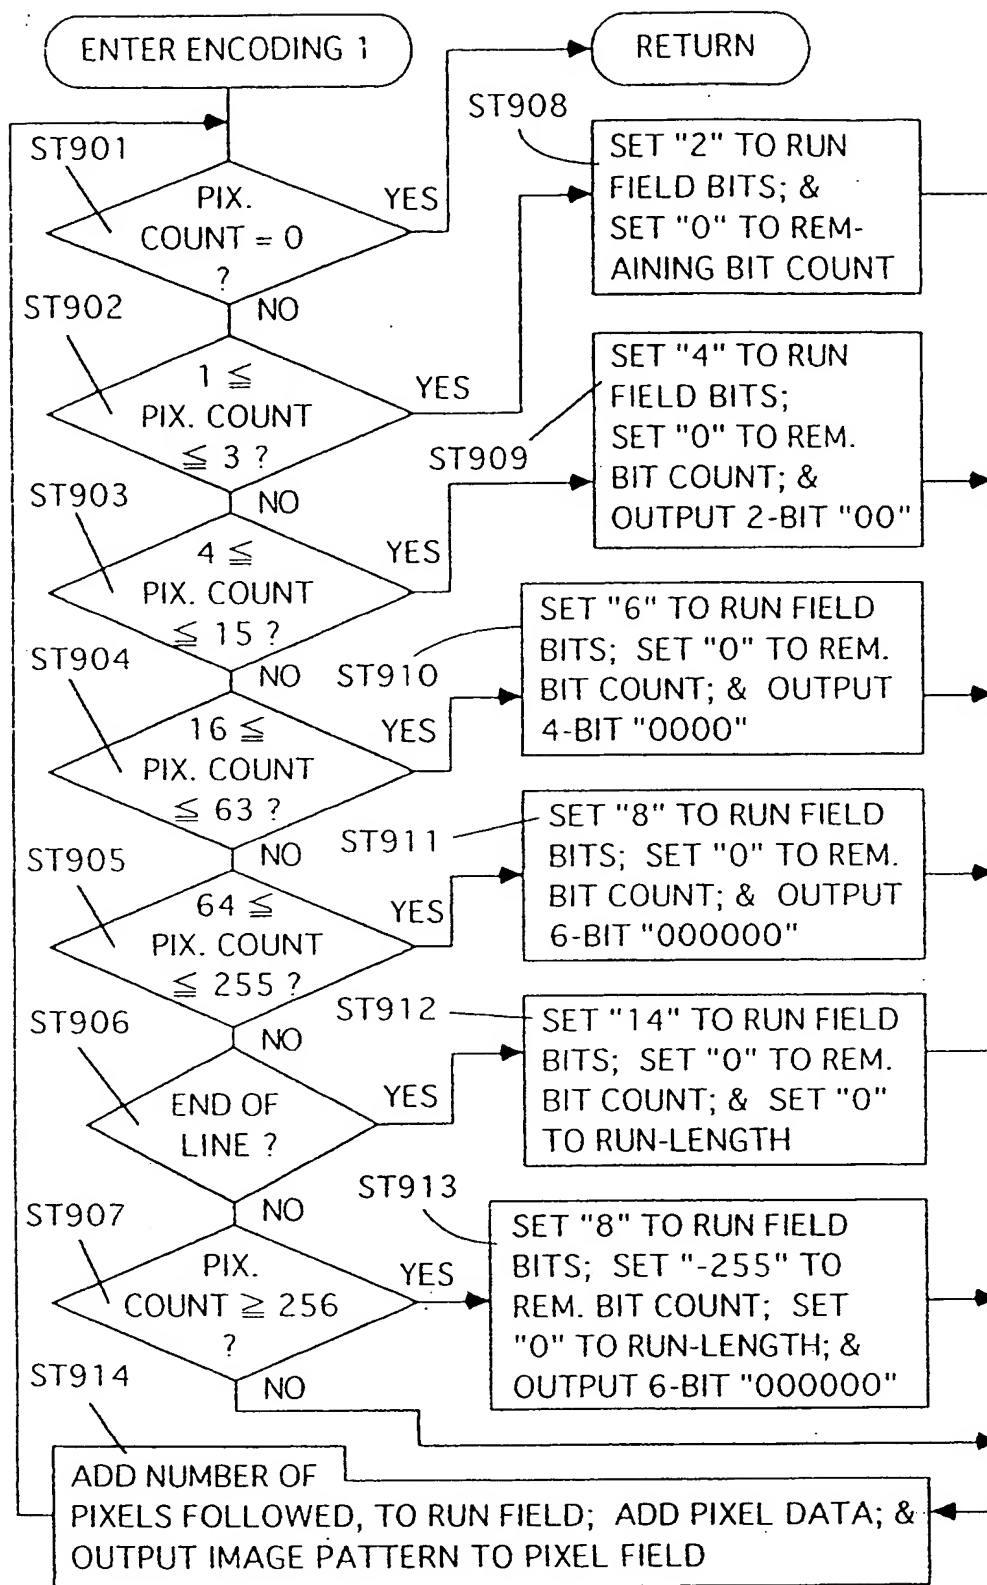 ENTER ENCODING 1
RETURN
ST908
ST901
PIX.
COUNT = 0
?
YES
SET "2" TO RUN
FIELD BITS; &
SET "0" TO REM-
AINING BIT COUNT
NO
ST902
1 ≦
PIX. COUNT
≦ 3 ?
YES
ST909
SET "4" TO RUN
FIELD BITS;
SET "0" TO REM.
BIT COUNT; &
OUTPUT 2-BIT "00"
NO
ST903
4 ≦
PIX. COUNT
≦ 15 ?
YES
ST910
SET "6" TO RUN FIELD
BITS; SET "0" TO REM.
BIT COUNT; & OUTPUT
4-BIT "0000"
NO
ST904
16 ≦
PIX. COUNT
≦ 63 ?
YES
ST911
SET "8" TO RUN FIELD
BITS; SET "0" TO REM.
BIT COUNT; & OUTPUT
6-BIT "000000"
NO
ST905
64 ≦
PIX. COUNT
≦ 255 ?
YES
ST912
SET "14" TO RUN FIELD
BITS; SET "0" TO REM.
BIT COUNT; & SET "0"
TO RUN-LENGTH
NO
ST906
END OF
LINE ?
YES
ST913
SET "8" TO RUN FIELD
BITS; SET "-255" TO
REM. BIT COUNT; SET
"0" TO RUN-LENGTH; &
OUTPUT 6-BIT "000000"
NO
ST907
PIX.
COUNT ≧ 256
?
YES
NO
ST914
ADD NUMBER OF
PIXELS FOLLOWED, TO RUN FIELD; ADD PIXEL DATA; &
OUTPUT IMAGE PATTERN TO PIXEL FIELD